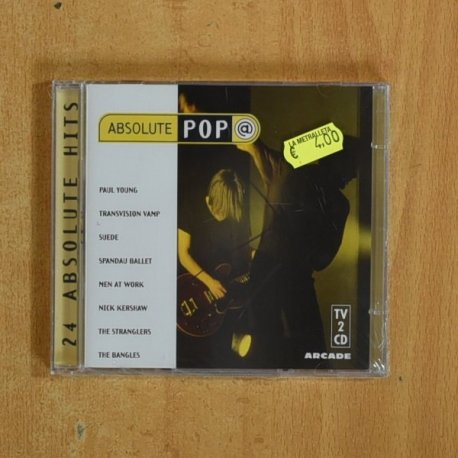 24 ABSOLUTE HITS
ABSOLUTE POP @
LA METRALLETA
€ 4,00
PAUL YOUNG
TRANSVISION VAMP
SUEDE
SPANDAU BALLET
MEN AT WORK
NICK KERSHAW
THE STRANGLERS
THE BANGLES
TV
2
CD
ARCADE